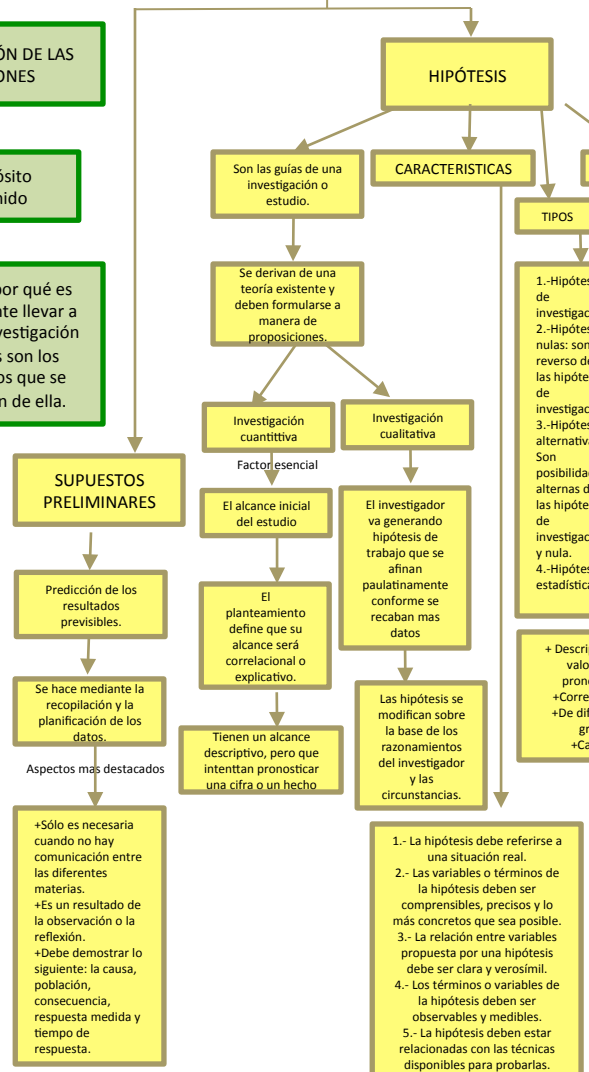 ÓN DE LAS
ONES
ósito
nido
por qué es
nte llevar a
vestigación
s son los
os que se
n de ella.
HIPÓTESIS
Son las guías de una
investigación o
estudio.
CARACTERISTICAS
TIPOS
Se derivan de una
teoría existente y
deben formularse a
manera de
proposiciones.
Investigación
cuantittiva
Investigación
cualitativa
Factor esencial
El alcance inicial
del estudio
El
planteamiento
define que su
alcance será
correlacional o
explicativo.
Tienen un alcance
descriptivo, pero que
intenttan pronosticar
una cifra o un hecho
El investigador
va generando
hipótesis de
trabajo que se
afinan
paulatinamente
conforme se
recaban mas
datos
Las hipótesis se
modifican sobre
la base de los
razonamientos
del investigador
y las
circunstancias.
1.-Hipótes
de
investigac
2.-Hipótes
nulas: son
reverso de
las hipóte
de
investigac
3.-Hipótes
alternativa
Son
posibilidad
alternas d
las hipóte
de
investigac
y nula.
4.-Hipótes
estadística
+ Descrip
valo
pron
+Corre
+De dif
gr
+Ca
SUPUESTOS
PRELIMINARES
Predicción de los
resultados
previsibles.
Se hace mediante la
recopilación y la
planificación de los
datos.
Aspectos mas destacados
+Sólo es necesaria
cuando no hay
comunicación entre
las diferentes
materias.
+Es un resultado de
la observación o la
reflexión.
+Debe demostrar lo
siguiente: la causa,
población,
consecuencia,
respuesta medida y
tiempo de
respuesta.
1.- La hipótesis debe referirse a
una situación real.
2.- Las variables o términos de
la hipótesis deben ser
comprensibles, precisos y lo
más concretos que sea posible.
3.- La relación entre variables
propuesta por una hipótesis
debe ser clara y verosímil.
4.- Los términos o variables de
la hipótesis deben ser
observables y medibles.
5.- La hipótesis deben estar
relacionadas con las técnicas
disponibles para probarlas.